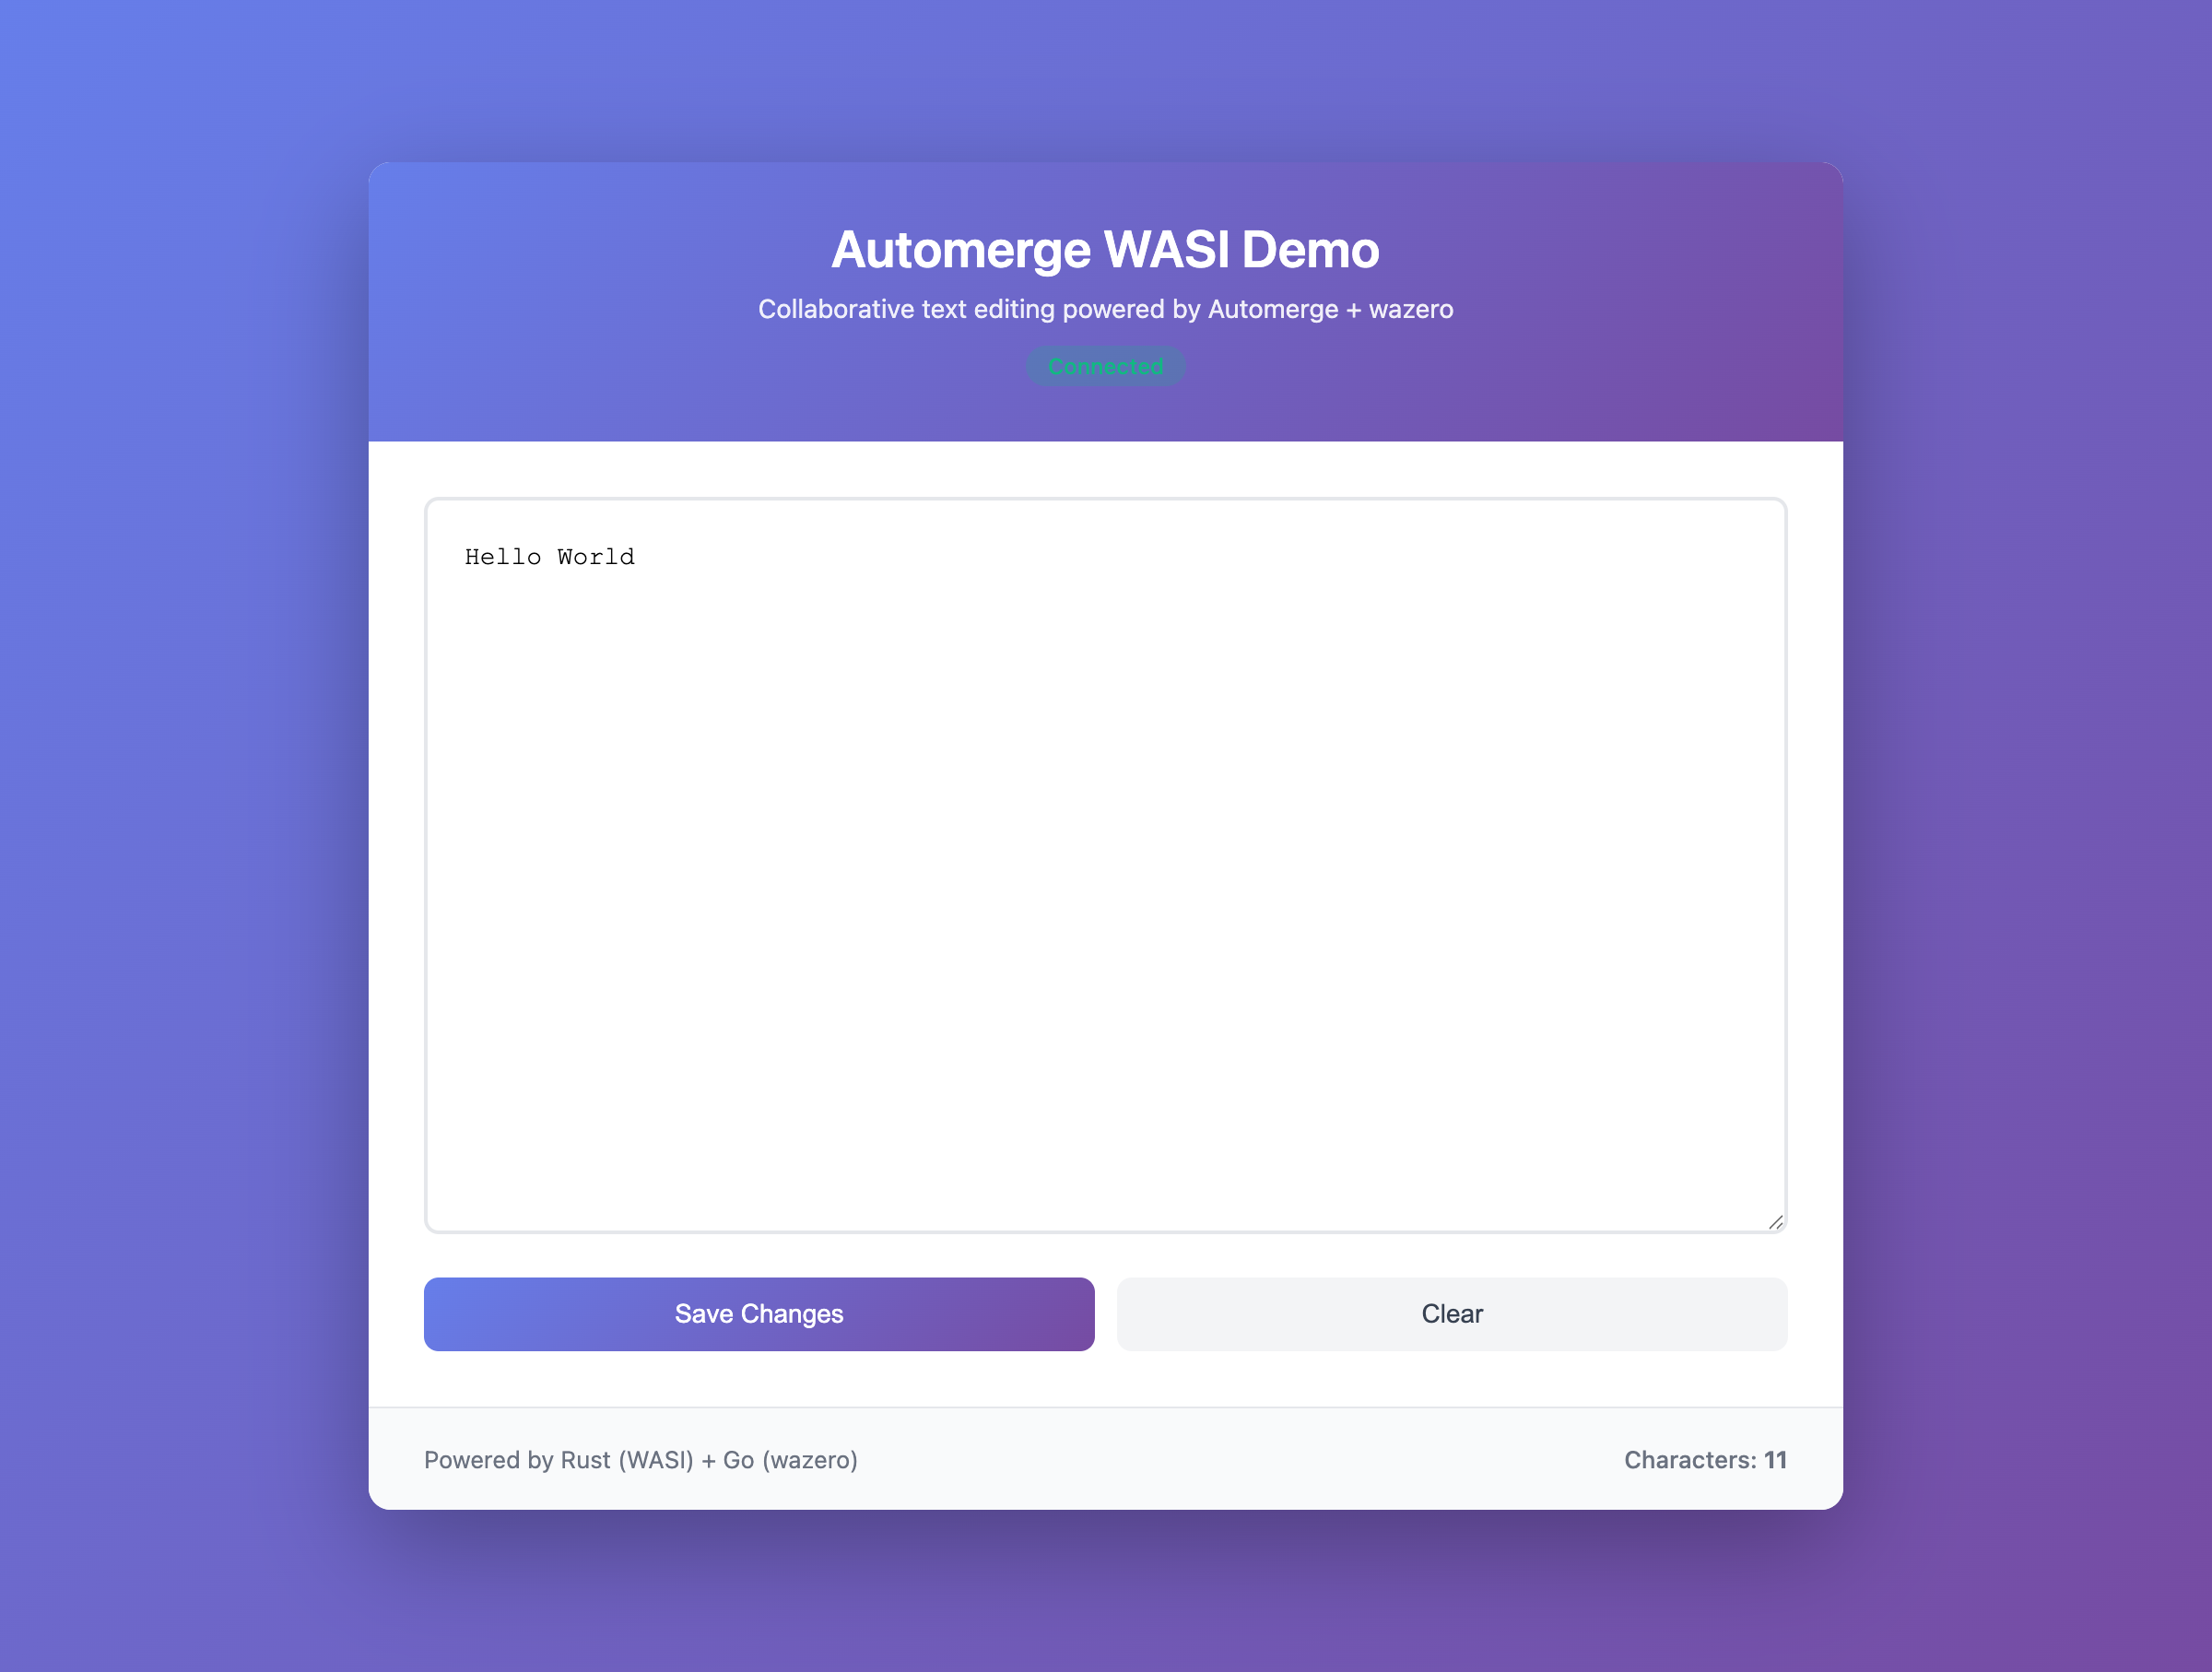 Automerge WASI Demo
Collaborative text editing powered by Automerge + wazero
Connected
Hello World
Save Changes
Clear
Powered by Rust (WASI) + Go (wazero)
Characters: 11